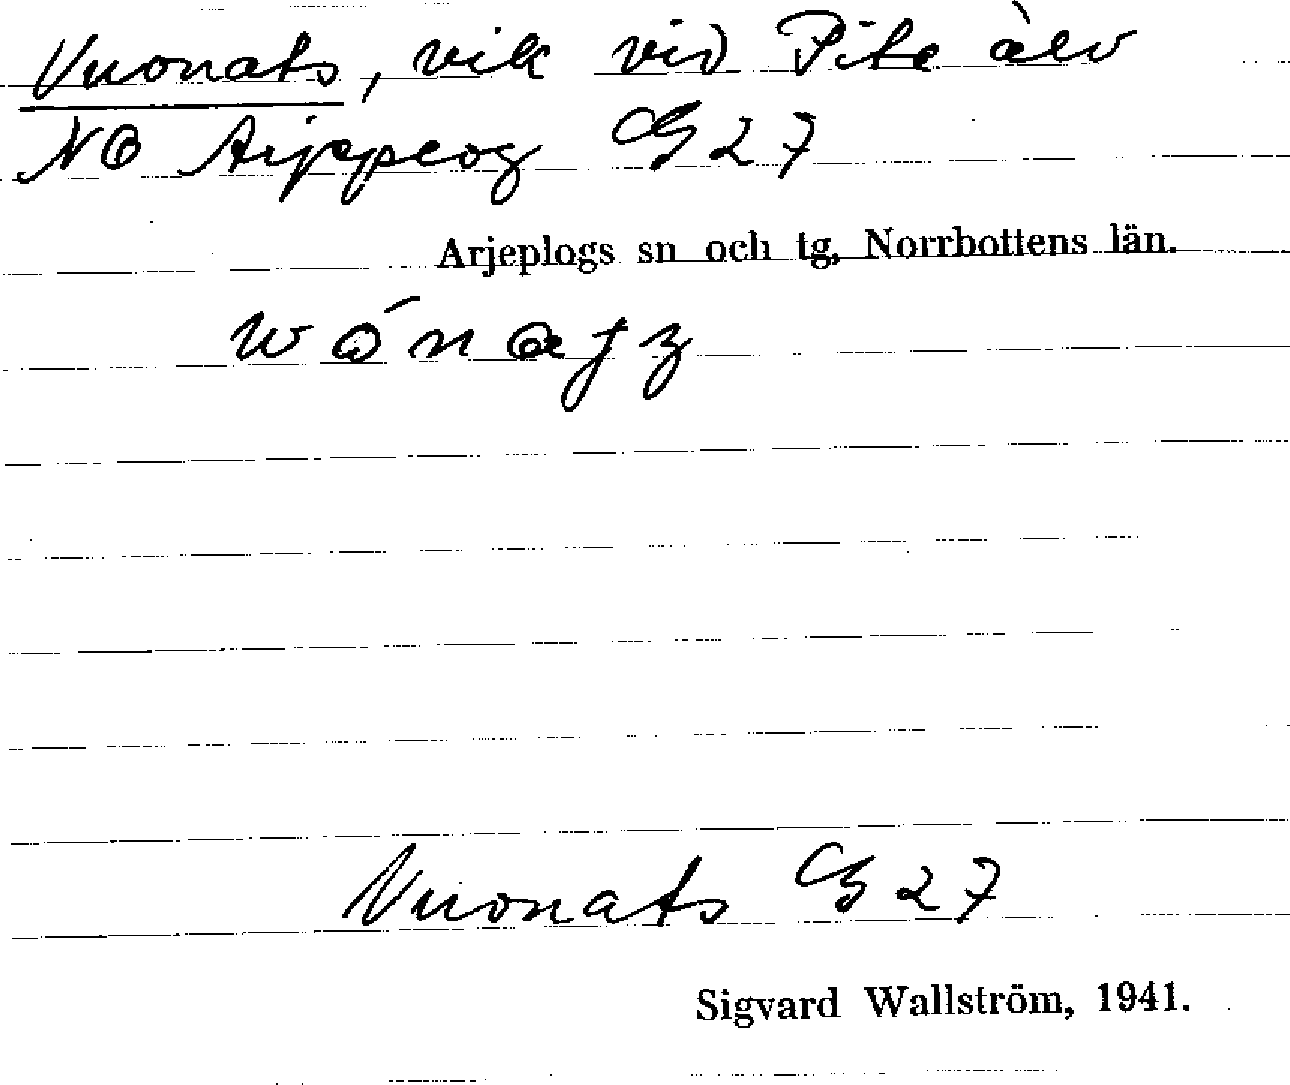 Vuonats, vik vid Pite älv
NO Arjeplog G 27
Arjeplogs sn och tg, Norrbottens län.
Vuonats G 27
Sigvard Wallström, 1941.